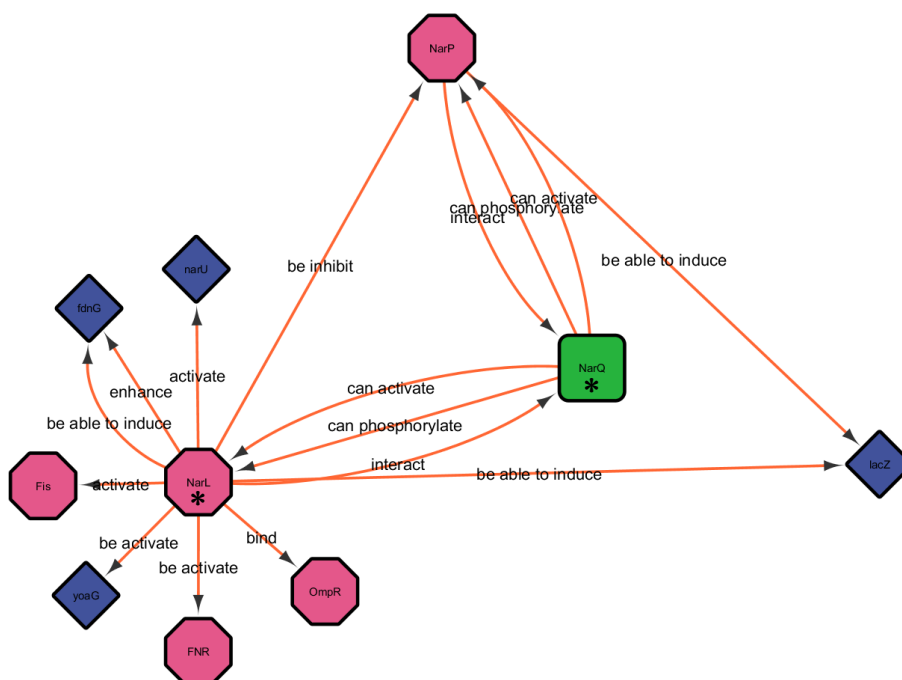 NarP
can activate
can phosphorylate
interact
be able to induce
be inhibit
narU
fdnG
NarQ
*
activate
enhance
can activate
be able to induce
can phosphorylate
interact
lacZ
be able to induce
Fis
activate
NarL
*
bind
be activate
be activate
yoaG
OmpR
FNR